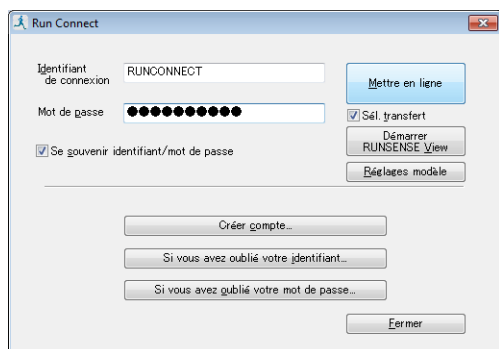 Run Connect
Identifiant
de connexion
RUNCONNECT
Mettre en ligne
Mot de passe
●●●●●●●●●●
Sél. transfert
Se souvenir identifiant/mot de passe
Démarrer
RUNSENSE View
Réglages modèle
Créer compte...
Si vous avez oublié votre identifiant...
Si vous avez oublié votre mot de passe...
Fermer